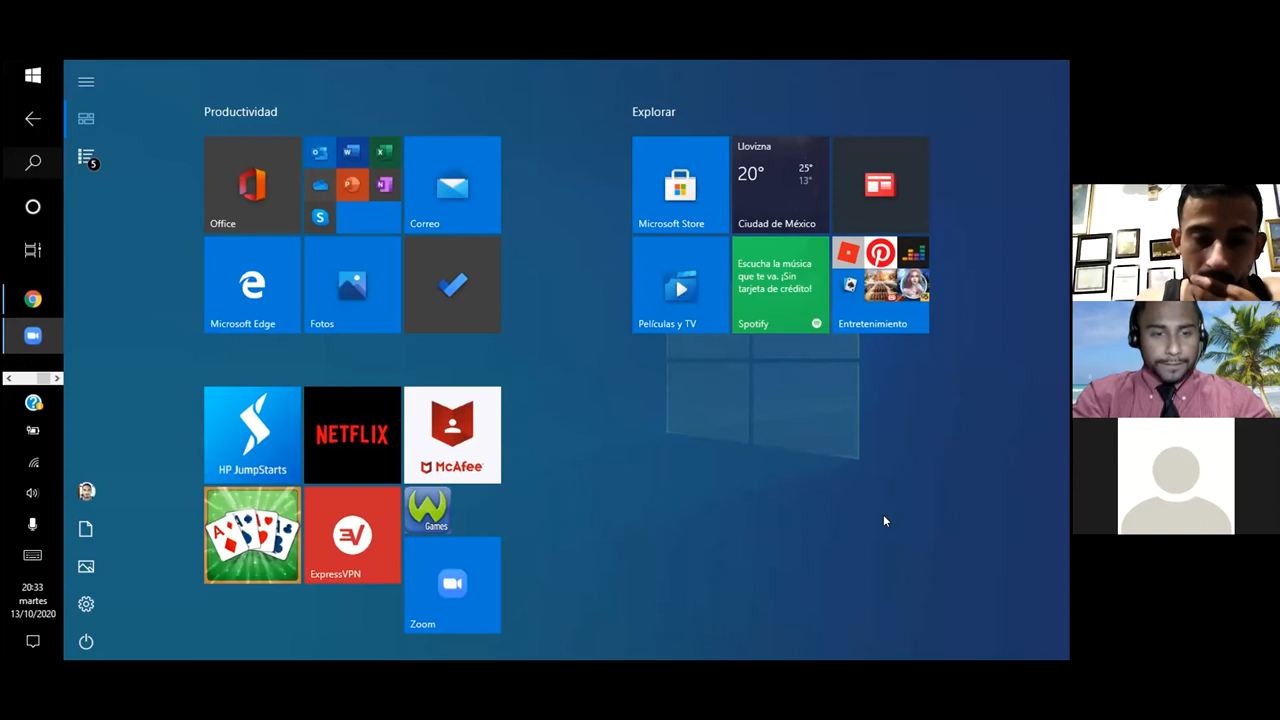 Productividad
Explorar
Office
Correo
Microsoft Edge
Fotos
Llovizna
20°
25°
13°
Microsoft Store
Ciudad de México
Películas y TV
Escucha la música
que te va. ¡Sin
tarjeta de crédito!
Spotify
Entretenimiento
HP JumpStarts
NETFLIX
McAfee
A
ExpressVPN
W
Games
Zoom
5
20:33
martes
13/10/2020